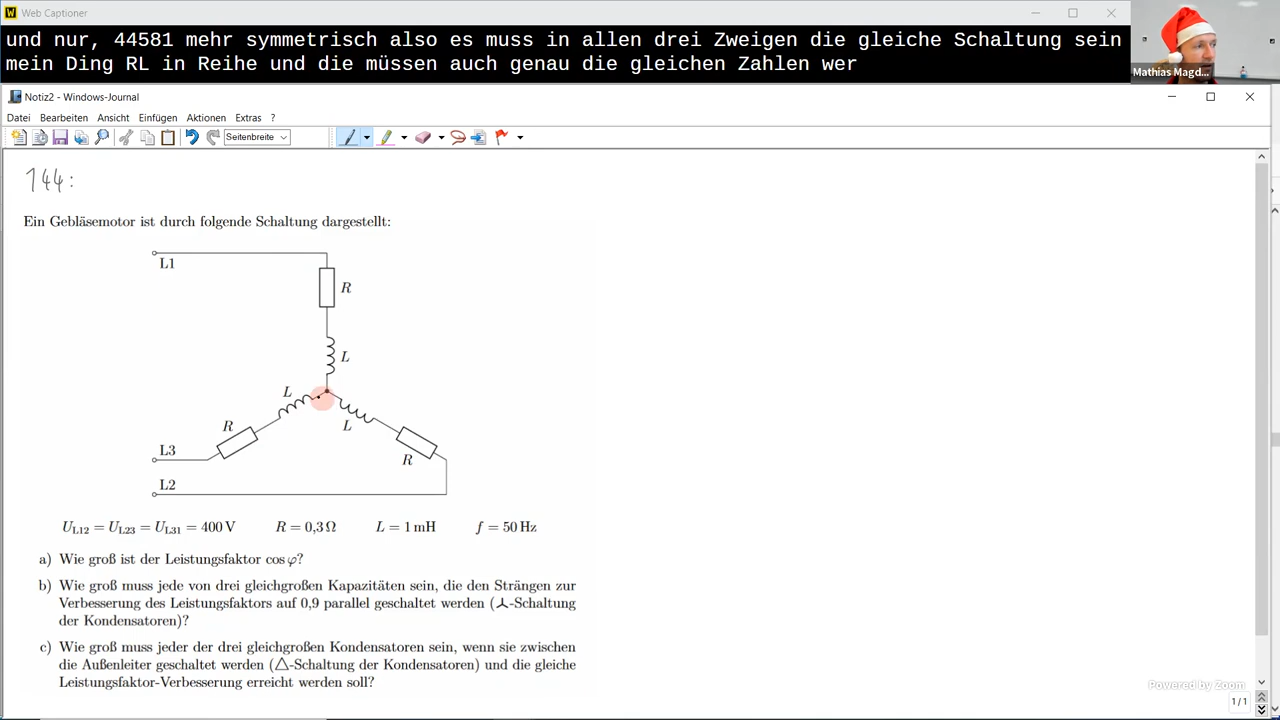 Web Captioner
und nur, 44581 mehr symmetrisch also es muss in allen drei Zweigen die gleiche Schaltung sein
mein Ding RL in Reihe und die müssen auch genau die gleichen Zahlen wer
Mathias Magd...
Notiz2 - Windows-Journal
Datei Bearbeiten Ansicht Einfügen Aktionen Extras ?
Seitenbreite
144:
Ein Gebläsemotor ist durch folgende Schaltung dargestellt:
L1
R
L
L
R
L
R
L3
L2
U_L12 = U_L23 = U_L31 = 400 V R = 0,3 Ω L = 1 mH f = 50 Hz
a) Wie groß ist der Leistungsfaktor cos φ?
b) Wie groß muss jede von drei gleichgroßen Kapazitäten sein, die den Strängen zur
Verbesserung des Leistungsfaktors auf 0,9 parallel geschaltet werden (⅄-Schaltung
der Kondensatoren)?
c) Wie groß muss jeder der drei gleichgroßen Kondensatoren sein, wenn sie zwischen
die Außenleiter geschaltet werden (△-Schaltung der Kondensatoren) und die gleiche
Leistungsfaktor-Verbesserung erreicht werden soll?
Powered by Zoom
1/1